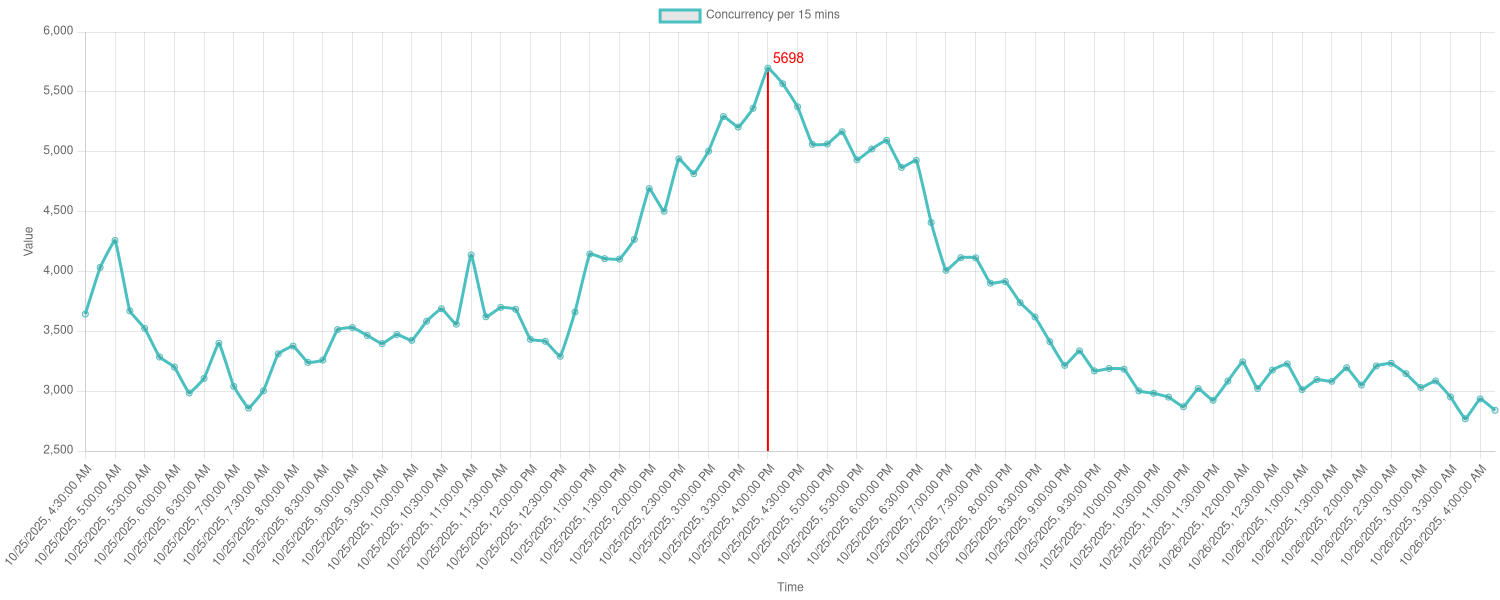 Concurrency per 15 mins
6,000
5,500
5,000
4,500
4,000
3,500
3,000
2,500
Value
5698
10/25/2025, 4:30:00 AM
10/25/2025, 5:00:00 AM
10/25/2025, 5:30:00 AM
10/25/2025, 6:00:00 AM
10/25/2025, 6:30:00 AM
10/25/2025, 7:00:00 AM
10/25/2025, 7:30:00 AM
10/25/2025, 8:00:00 AM
10/25/2025, 8:30:00 AM
10/25/2025, 9:00:00 AM
10/25/2025, 9:30:00 AM
10/25/2025, 10:00:00 AM
10/25/2025, 10:30:00 AM
10/25/2025, 11:00:00 AM
10/25/2025, 11:30:00 AM
10/25/2025, 12:00:00 PM
10/25/2025, 12:30:00 PM
10/25/2025, 1:00:00 PM
10/25/2025, 1:30:00 PM
10/25/2025, 2:00:00 PM
10/25/2025, 2:30:00 PM
10/25/2025, 3:00:00 PM
10/25/2025, 3:30:00 PM
10/25/2025, 4:00:00 PM
10/25/2025, 4:30:00 PM
10/25/2025, 5:00:00 PM
10/25/2025, 5:30:00 PM
10/25/2025, 6:00:00 PM
10/25/2025, 6:30:00 PM
10/25/2025, 7:00:00 PM
10/25/2025, 7:30:00 PM
10/25/2025, 8:00:00 PM
10/25/2025, 8:30:00 PM
10/25/2025, 9:00:00 PM
10/25/2025, 9:30:00 PM
10/25/2025, 10:00:00 PM
10/25/2025, 10:30:00 PM
10/25/2025, 11:00:00 PM
10/25/2025, 11:30:00 PM
10/26/2025, 12:00:00 AM
10/26/2025, 12:30:00 AM
10/26/2025, 1:00:00 AM
10/26/2025, 1:30:00 AM
10/26/2025, 2:00:00 AM
10/26/2025, 2:30:00 AM
10/26/2025, 3:00:00 AM
10/26/2025, 3:30:00 AM
10/26/2025, 4:00:00 AM
Time